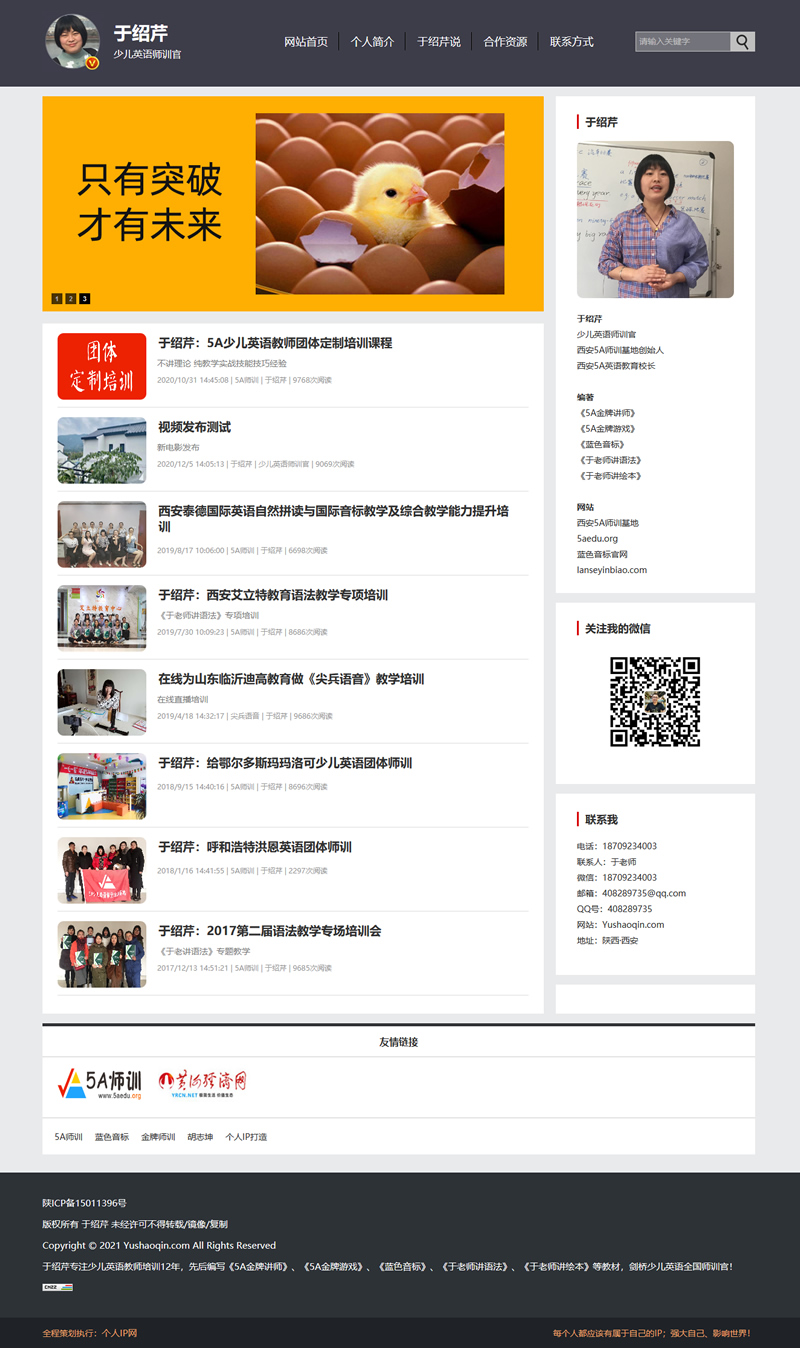 于绍芹
少儿英语师训官
网站首页 个人简介 于绍芹说 合作资源 联系方式
请输入关键字
只有突破
才有未来
1 2 3
团体
定制培训
于绍芹：5A少儿英语教师团体定制培训课程
不讲理论 纯教学实战技能技巧经验
2020/10/31 14:45:08 | 5A师训 | 于绍芹 | 9768次阅读
视频发布测试
新电影发布
2020/12/5 14:05:13 | 于绍芹 | 少儿英语师训官 | 9069次阅读
西安泰德国际英语自然拼读与国际音标教学及综合教学能力提升培
训
2019/8/17 10:06:00 | 5A师训 | 于绍芹 | 6698次阅读
于绍芹：西安艾立特教育语法教学专项培训
《于老师讲语法》专项培训
2019/7/30 10:09:23 | 5A师训 | 于绍芹 | 8686次阅读
在线为山东临沂迪高教育做《尖兵语音》教学培训
在线直播培训
2019/4/18 14:32:17 | 尖兵语音 | 于绍芹 | 9686次阅读
于绍芹：给鄂尔多斯玛玛洛可少儿英语团体师训
2018/9/15 14:40:16 | 5A师训 | 于绍芹 | 8696次阅读
于绍芹：呼和浩特洪恩英语团体师训
2018/1/16 14:41:55 | 5A师训 | 于绍芹 | 2297次阅读
于绍芹：2017第二届语法教学专场培训会
《于老讲语法》专题教学
2017/12/13 14:51:21 | 5A师训 | 于绍芹 | 9685次阅读
于绍芹
于绍芹
少儿英语师训官
西安5A师训基地创始人
西安5A英语教育校长
编著
《5A金牌讲师》
《5A金牌游戏》
《蓝色音标》
《于老师讲语法》
《于老师讲绘本》
网站
西安5A师训基地
5aedu.org
蓝色音标官网
lanseyinbiao.com
关注我的微信
联系我
电话：18709234003
联系人：于老师
微信：18709234003
邮箱：408289735@qq.com
QQ号：408289735
网站：Yushaoqin.com
地址：陕西·西安
友情链接
5A师训
www.5aedu.org
黄河经济网
YRCN.NET
5A师训 蓝色音标 金牌师训 胡志坤 个人IP打造
陕ICP备15011396号
版权所有 于绍芹 未经许可不得转载/镜像/复制
Copyright © 2021 Yushaoqin.com All Rights Reserved
于绍芹专注少儿英语教师培训12年，先后编写《5A金牌讲师》、《5A金牌游戏》、《蓝色音标》、《于老师讲语法》、《于老师讲绘本》等教材，剑桥少儿英语全国师训官！
CNZZ
全程策划执行：个人IP网
每个人都应该有属于自己的IP；强大自己、影响世界！